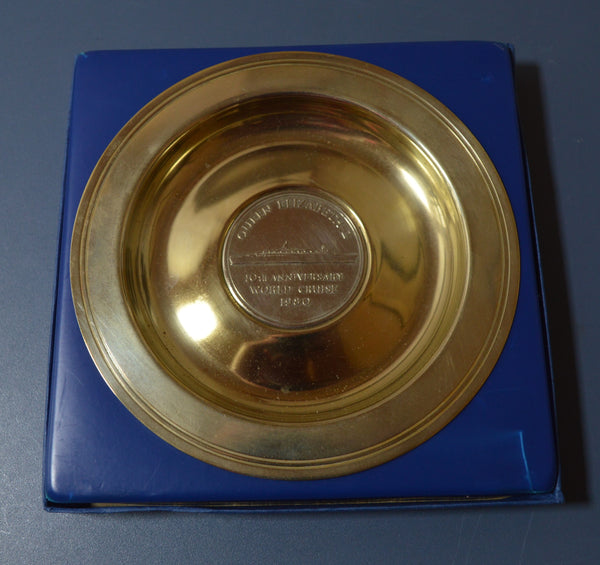 QUEEN ELIZABETH 2
10TH ANNIVERSARY
WORLD CRUISE
1980